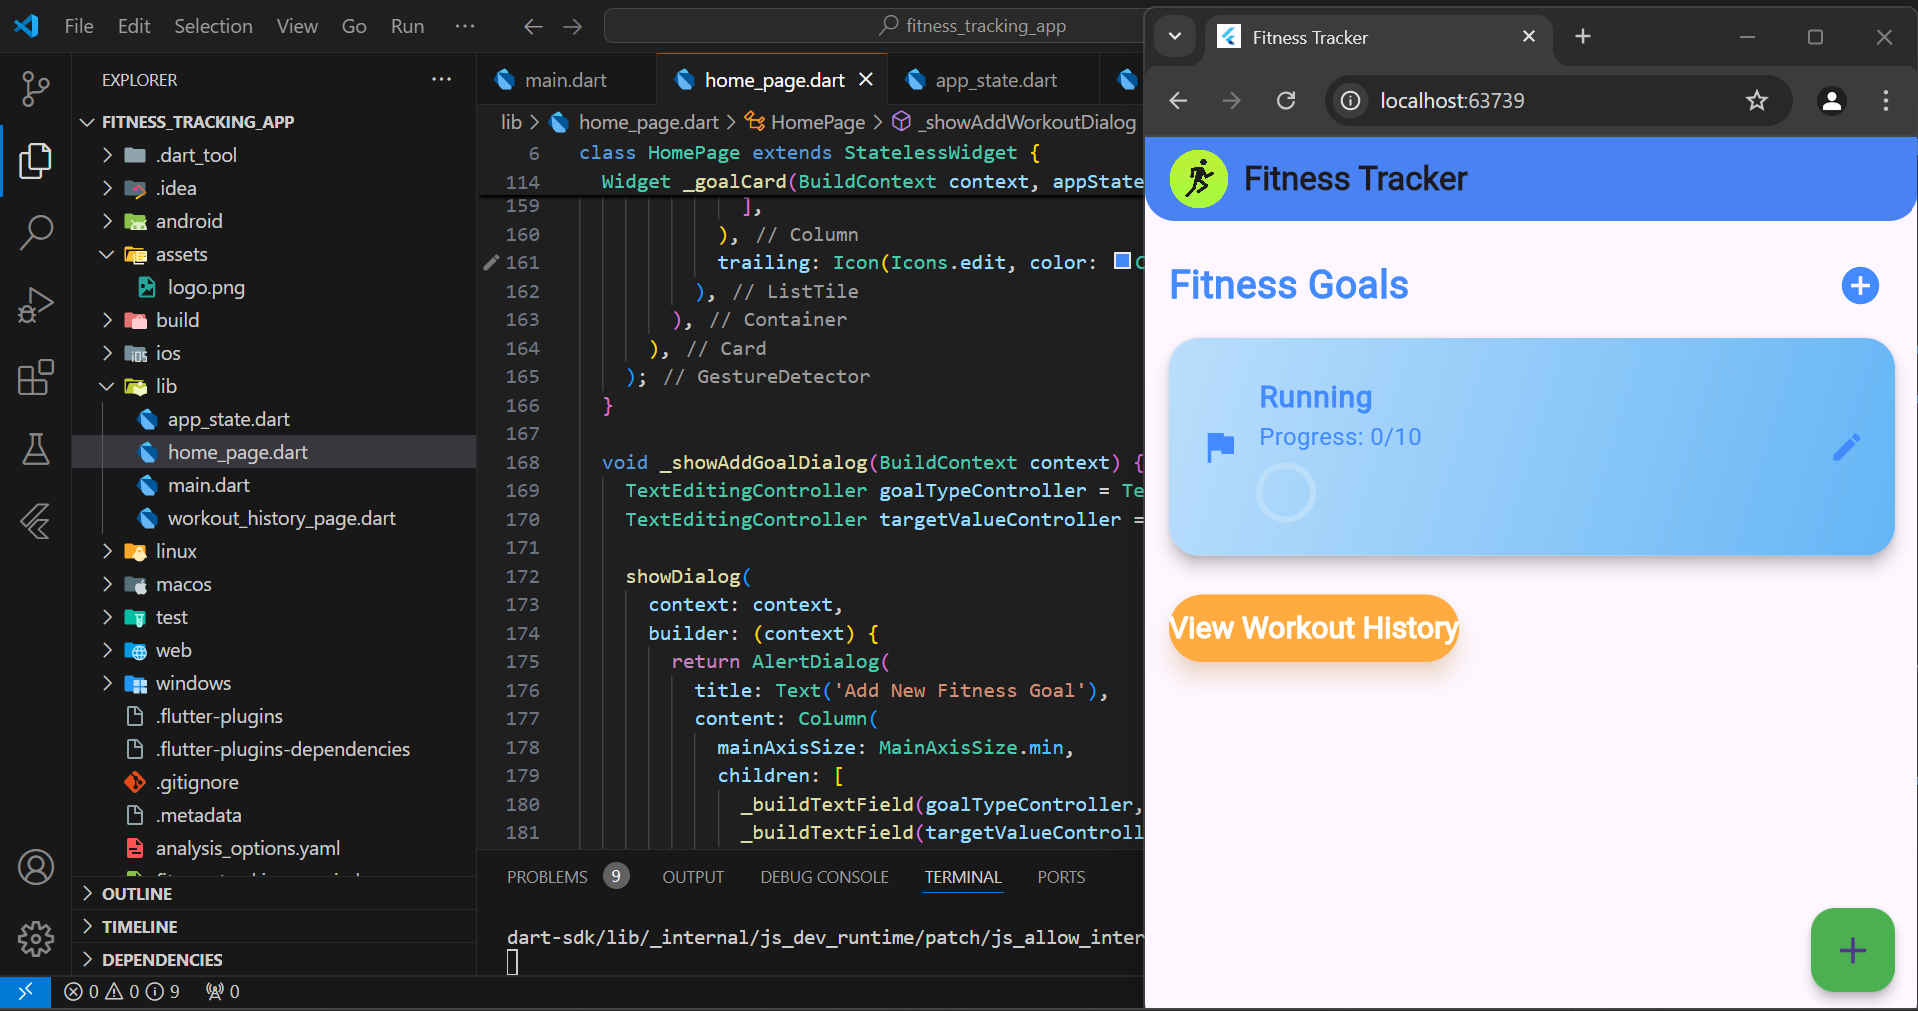 File Edit Selection View Go Run ···
fitness_tracking_app
EXPLORER
FITNESS_TRACKING_APP
.dart_tool
.idea
android
assets
logo.png
build
ios
lib
app_state.dart
home_page.dart
main.dart
workout_history_page.dart
linux
macos
test
web
windows
.flutter-plugins
.flutter-plugins-dependencies
.gitignore
.metadata
analysis_options.yaml
OUTLINE
TIMELINE
DEPENDENCIES
0 0 9 0
main.dart home_page.dart app_state.dart
lib > home_page.dart > HomePage > _showAddWorkoutDialog
6 class HomePage extends StatelessWidget {
114 Widget _goalCard(BuildContext context, appState
159 ],
160 ), // Column
161 trailing: Icon(Icons.edit, color: C
162 ), // ListTile
163 ), // Container
164 ), // Card
165 ); // GestureDetector
166 }
167
168 void _showAddGoalDialog(BuildContext context) {
169 TextEditingController goalTypeController = Te
170 TextEditingController targetValueController =
171
172 showDialog(
173 context: context,
174 builder: (context) {
175 return AlertDialog(
176 title: Text('Add New Fitness Goal'),
177 content: Column(
178 mainAxisSize: MainAxisSize.min,
179 children: [
180 _buildTextField(goalTypeController,
181 _buildTextField(targetValueControll
PROBLEMS 9 OUTPUT DEBUG CONSOLE TERMINAL PORTS
dart-sdk/lib/_internal/js_dev_runtime/patch/js_allow_inter
Fitness Tracker
localhost:63739
Fitness Tracker
Fitness Goals
Running
Progress: 0/10
View Workout History